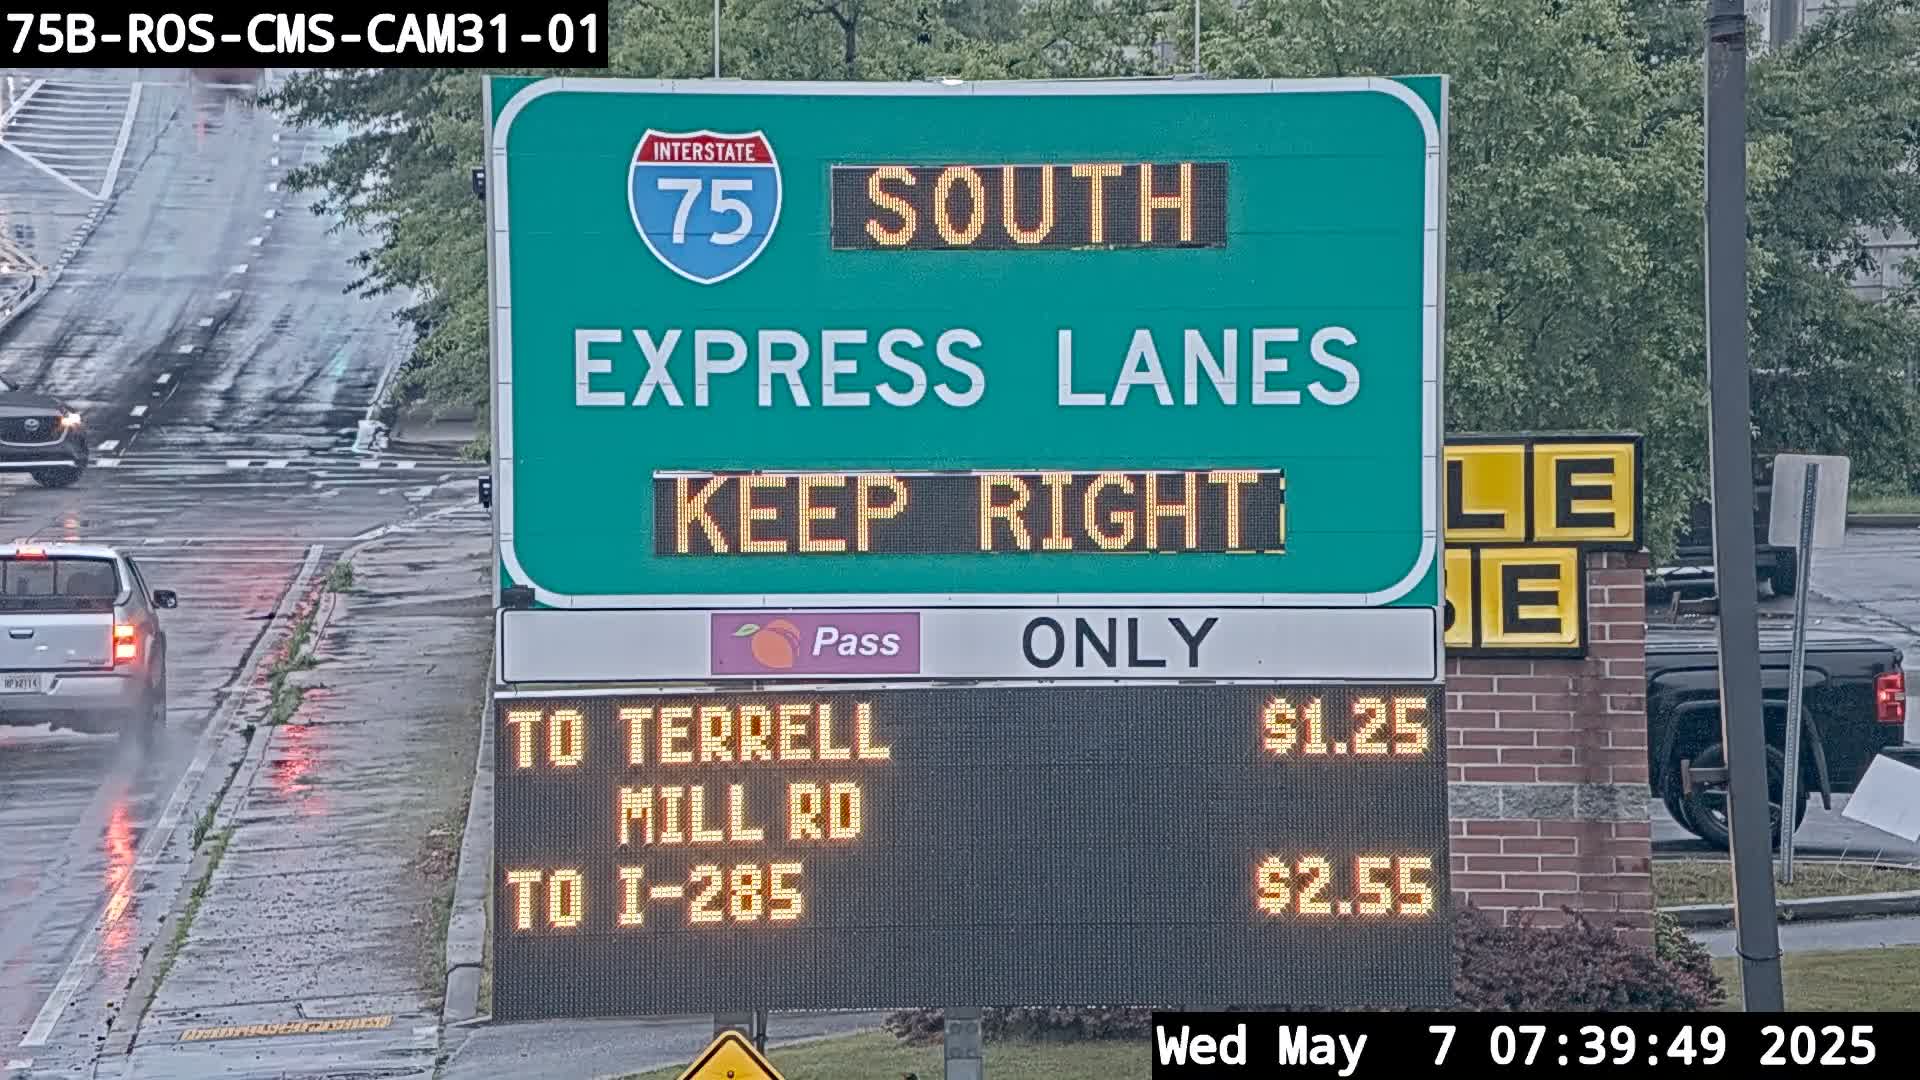 75B-ROS-CMS-CAM31-01
INTERSTATE
75
SOUTH
EXPRESS LANES
KEEP RIGHT
LE
E
Pass ONLY
TO TERRELL $1.25
MILL RD
TO I-285 $2.55
Wed May 7 07:39:49 2025